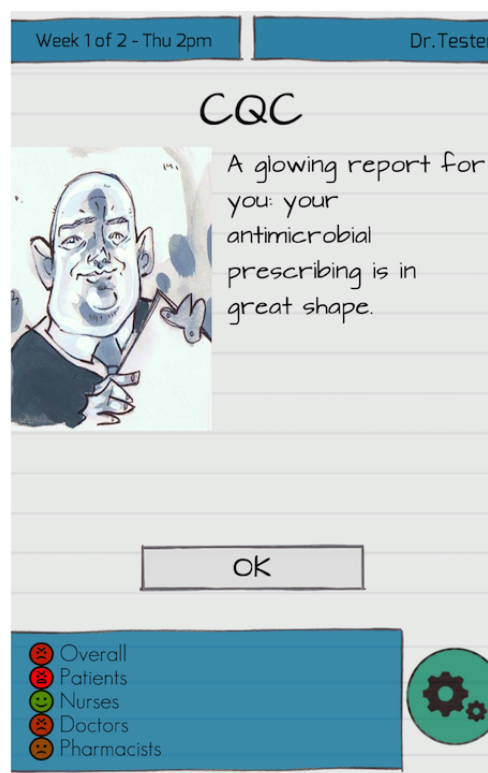 Week 1 of 2 - Thu 2pm
Dr.Tester
CQC
A glowing report for
you: your
antimicrobial
prescribing is in
great shape.
OK
Overall
Patients
Nurses
Doctors
Pharmacists